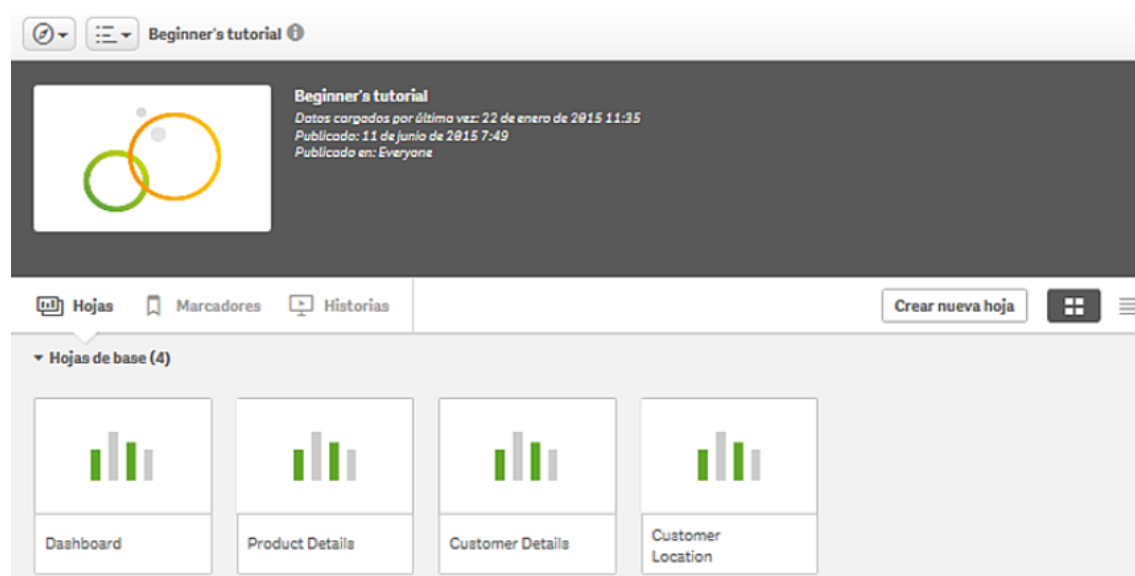 Beginner's tutorial
Beginner's tutorial
Datos cargados por última vez: 22 de enero de 2015 11:35
Publicado: 11 de junio de 2015 7:49
Publicado en: Everyone
Hojas Marcadores Historias Crear nueva hoja
Hojas de base (4)
Dashboard Product Details Customer Details Customer
Location